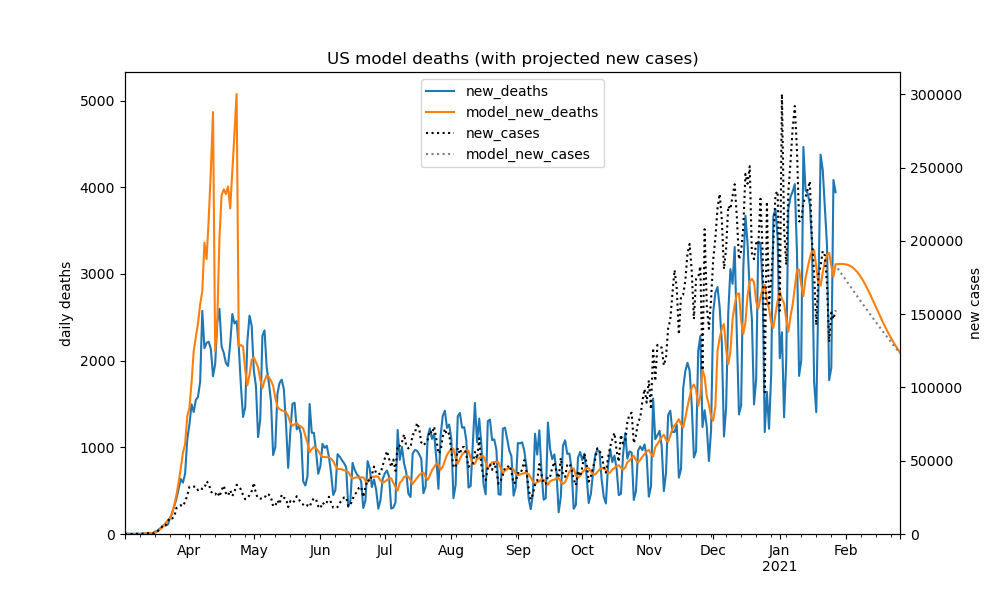 US model deaths (with projected new cases)
new_deaths
model_new_deaths
new_cases
model_new_cases
daily deaths
5000
4000
3000
2000
1000
0
new cases
300000
250000
200000
150000
100000
50000
0
Apr May Jun Jul Aug Sep Oct Nov Dec Jan Feb
2021